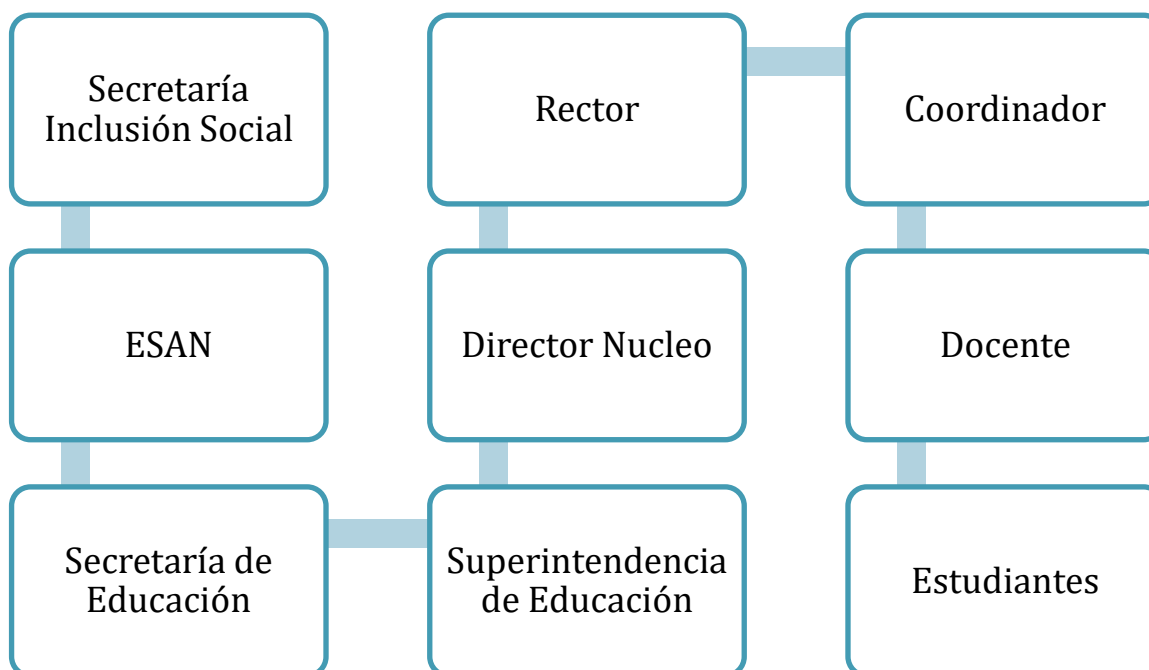 Secretaría
Inclusión Social
ESAN
Secretaría de
Educación
Superintendencia
de Educación
Director Nucleo
Rector
Coordinador
Docente
Estudiantes